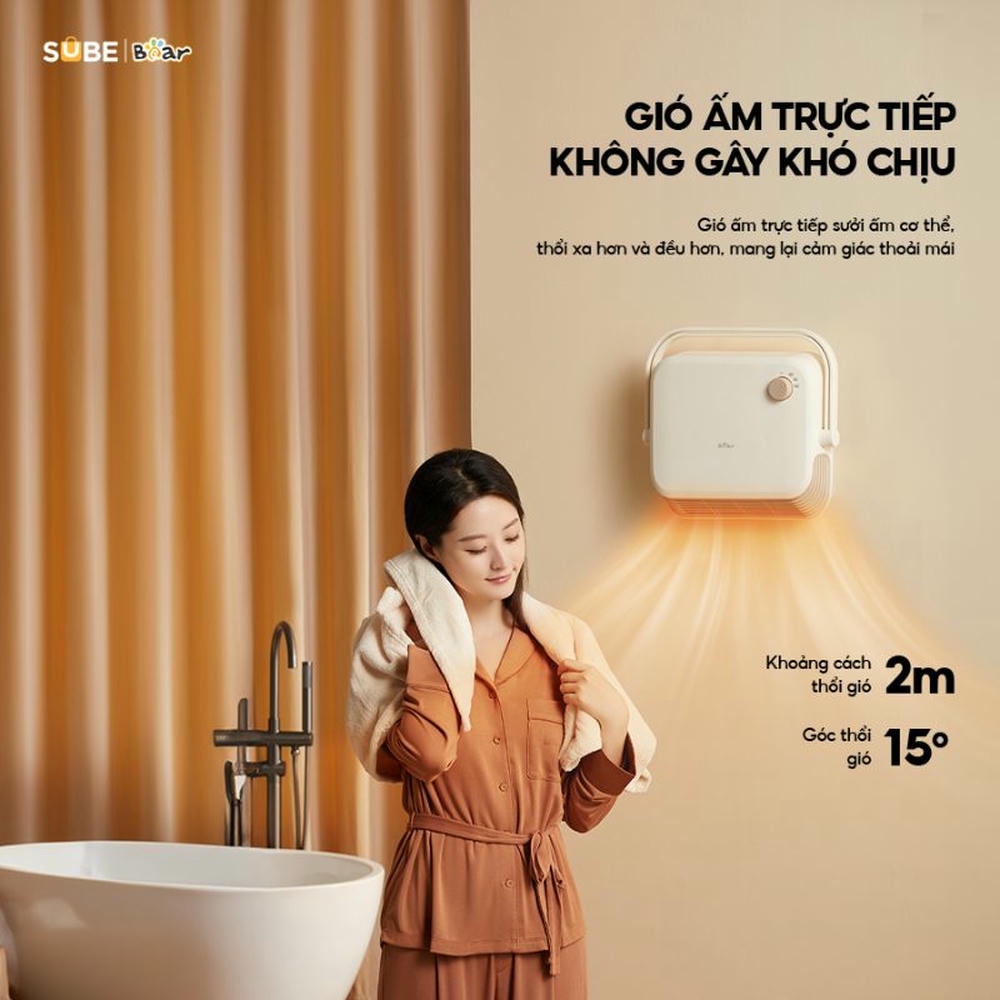 SUBE | Bear
GIÓ ẤM TRỰC TIẾP
KHÔNG GÂY KHÓ CHỊU
Gió ấm trực tiếp sưởi ấm cơ thể,
thổi xa hơn và đều hơn, mang lại cảm giác thoải mái
Bear
Khoảng cách
thổi gió 2m
Góc thổi
gió 15°